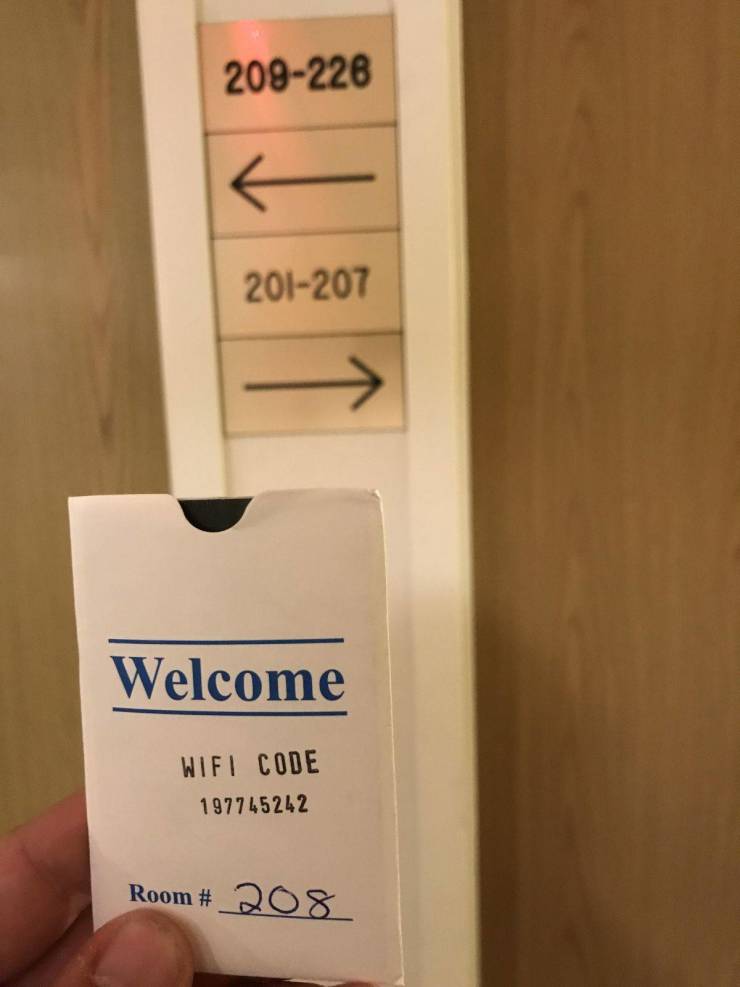 209-226
←
201-207
→
Welcome
WIFI CODE
197745242
Room # 208